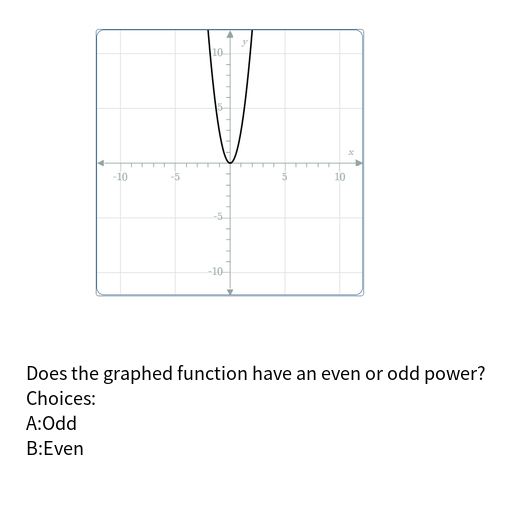 y
10
5
x
-10 -5 5 10
-5
-10
Does the graphed function have an even or odd power?
Choices:
A:Odd
B:Even